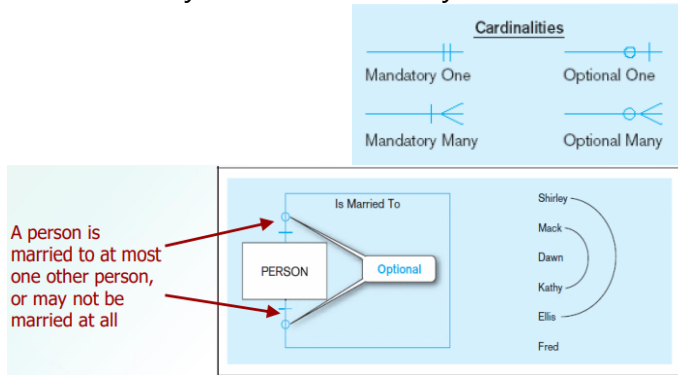 Cardinalities
Mandatory One
Optional One
Mandatory Many
Optional Many
A person is
married to at most
one other person,
or may not be
married at all
Is Married To
PERSON
Optional
Shirley
Mack
Dawn
Kathy
Ellis
Fred